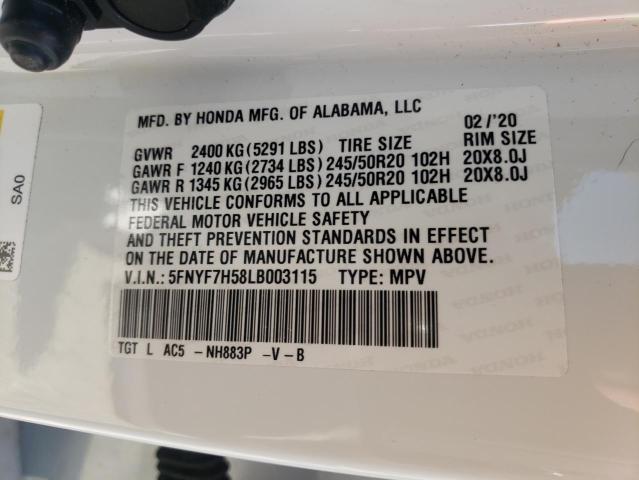 MFD. BY HONDA MFG. OF ALABAMA, LLC 02/'20
GVWR 2400 KG (5291 LBS) TIRE SIZE RIM SIZE
GAWR F 1240 KG (2734 LBS) 245/50R20 102H 20X8.0J
GAWR R 1345 KG (2965 LBS) 245/50R20 102H 20X8.0J
THIS VEHICLE CONFORMS TO ALL APPLICABLE
FEDERAL MOTOR VEHICLE SAFETY
AND THEFT PREVENTION STANDARDS IN EFFECT
ON THE DATE OF MANUFACTURE SHOWN ABOVE.
V.I.N.: 5FNYF7H58LB003115 TYPE: MPV
TGT L AC5 - NH883P -V - B
SA0